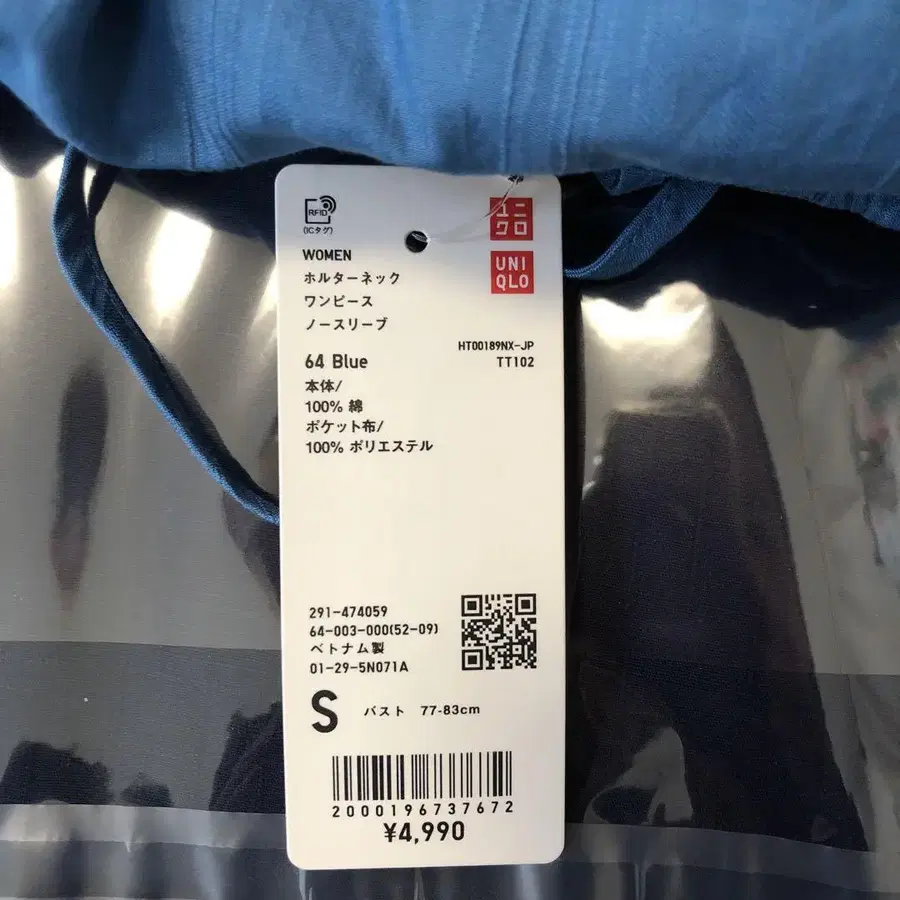 RFID
(ICタグ)
ユニ
クロ
UNI
QLO
WOMEN
ホルターネック
ワンピース
ノースリーブ
HT00189NX-JP
TT102
64 Blue
本体/
100% 綿
ポケット布/
100% ポリエステル
291-474059
64-003-000(52-09)
ベトナム製
01-29-5N071A
S バスト 77-83cm
2000196737672
¥4,990